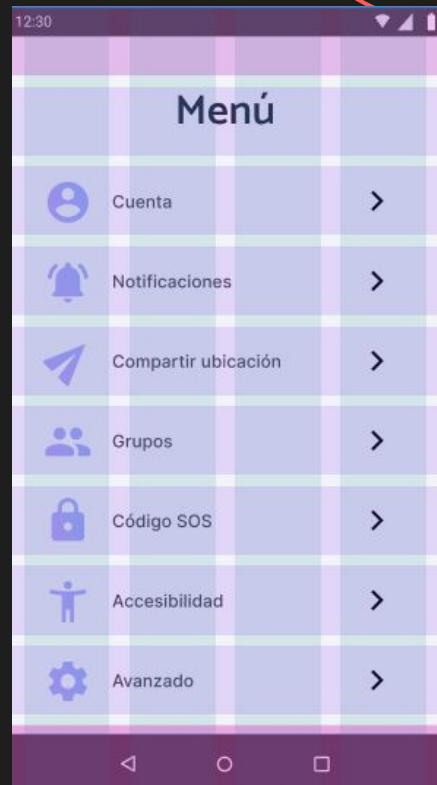 12:30
Menú
Cuenta
Notificaciones
Compartir ubicación
Grupos
Código SOS
Accesibilidad
Avanzado